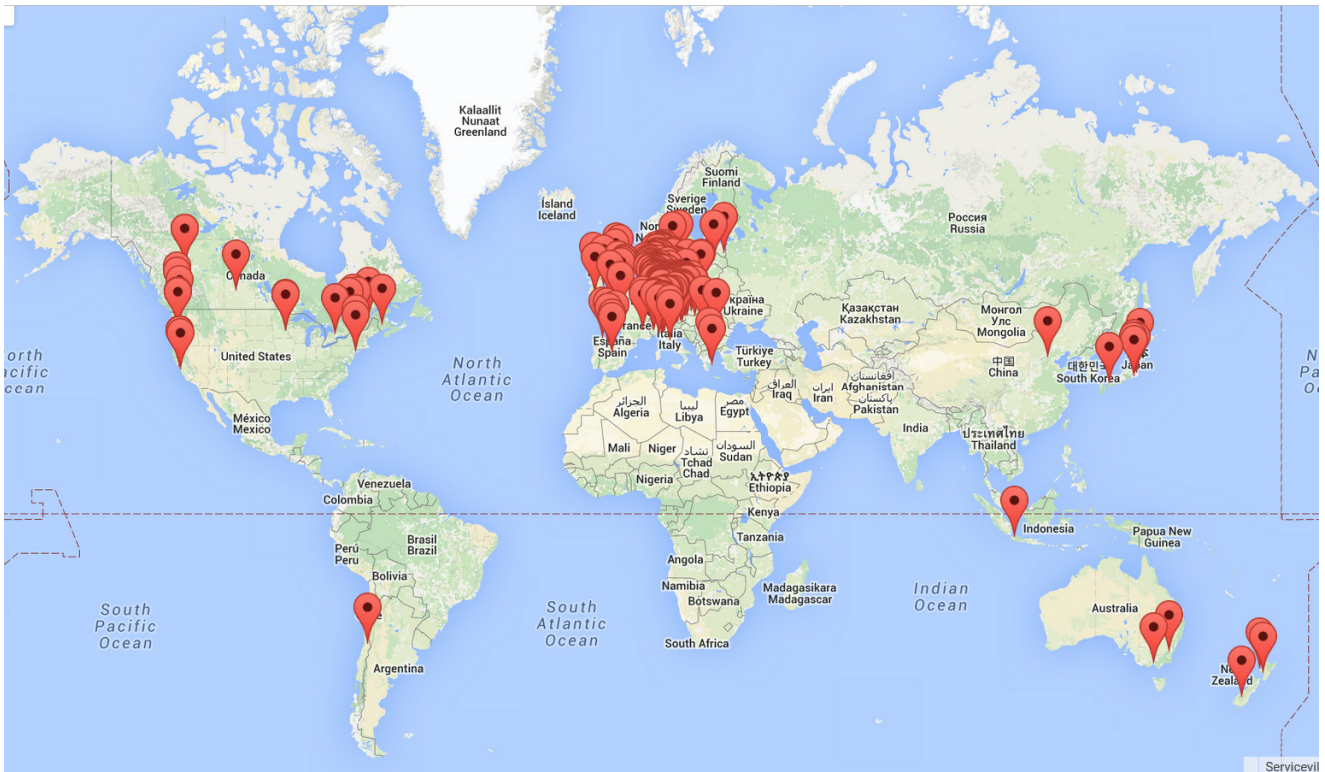 Kalaallit
Nunaat
Greenland
Ísland
Iceland
Suomi
Finland
Sverige
Sweden
Россия
Russia
Canada
United States
México
Mexico
North
Atlantic
Ocean
España
Spain
Italia
Italy
Україна
Ukraine
Türkiye
Turkey
Қазақстан
Kazakhstan
Монгол
Улс
Mongolia
中国
China
South Korea
Japan
العراق
Iraq
ایران
Iran
افغانستان
Afghanistan
پاکستان
Pakistan
الجزائر
Algeria
ليبيا
Libya
مصر
Egypt
Mali
Niger
تشاد
Tchad
Chad
السودان
Sudan
Nigeria
ኢትዮጵያ
Ethiopia
Kenya
Tanzania
India
ประเทศไทย
Thailand
Indonesia
Papua New
Guinea
Venezuela
Colombia
Perú
Peru
Brasil
Brazil
Bolivia
Argentina
Angola
Namibia
Botswana
Madagasikara
Madagascar
South Africa
South
Pacific
Ocean
South
Atlantic
Ocean
Indian
Ocean
Australia
New
Zealand
Servicevil